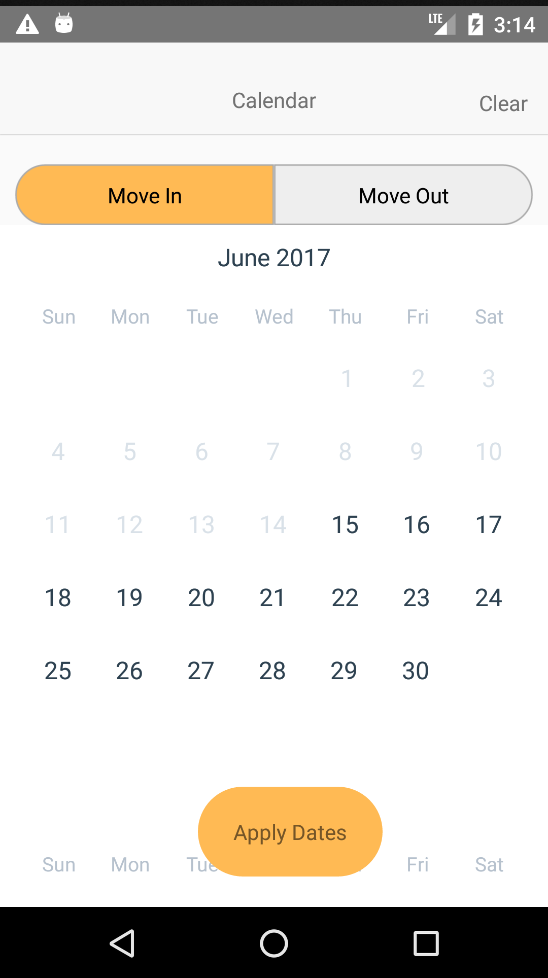 LTE 3:14
Calendar
Clear
Move In Move Out
June 2017
Sun Mon Tue Wed Thu Fri Sat
1 2 3
4 5 6 7 8 9 10
11 12 13 14 15 16 17
18 19 20 21 22 23 24
25 26 27 28 29 30
Apply Dates
Sun Mon Tue Fri Sat